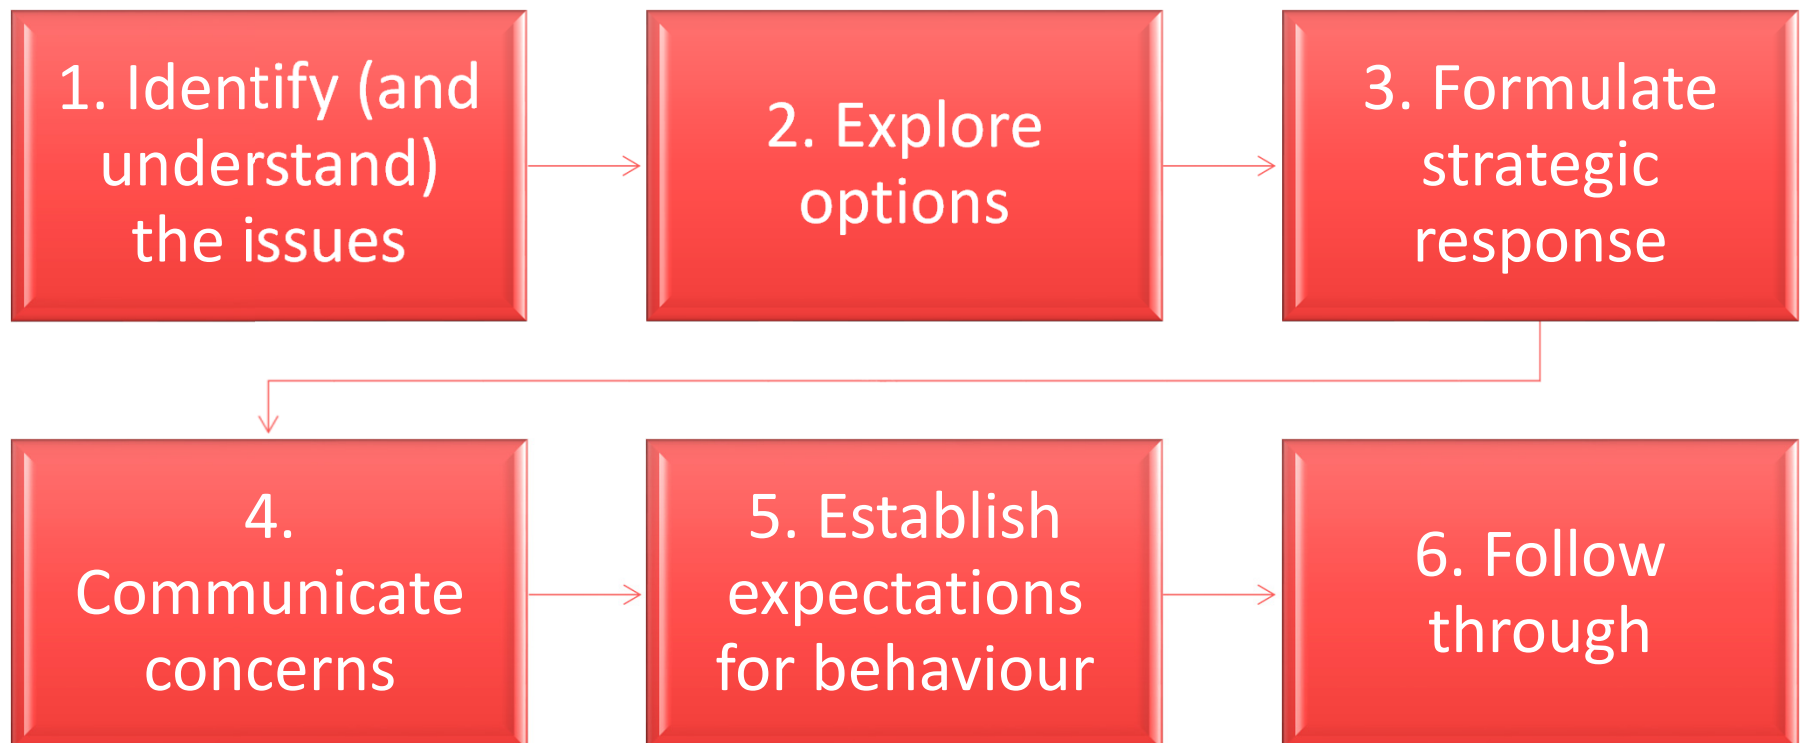 1. Identify (and
understand)
the issues
2. Explore
options
3. Formulate
strategic
response
4.
Communicate
concerns
5. Establish
expectations
for behaviour
6. Follow
through